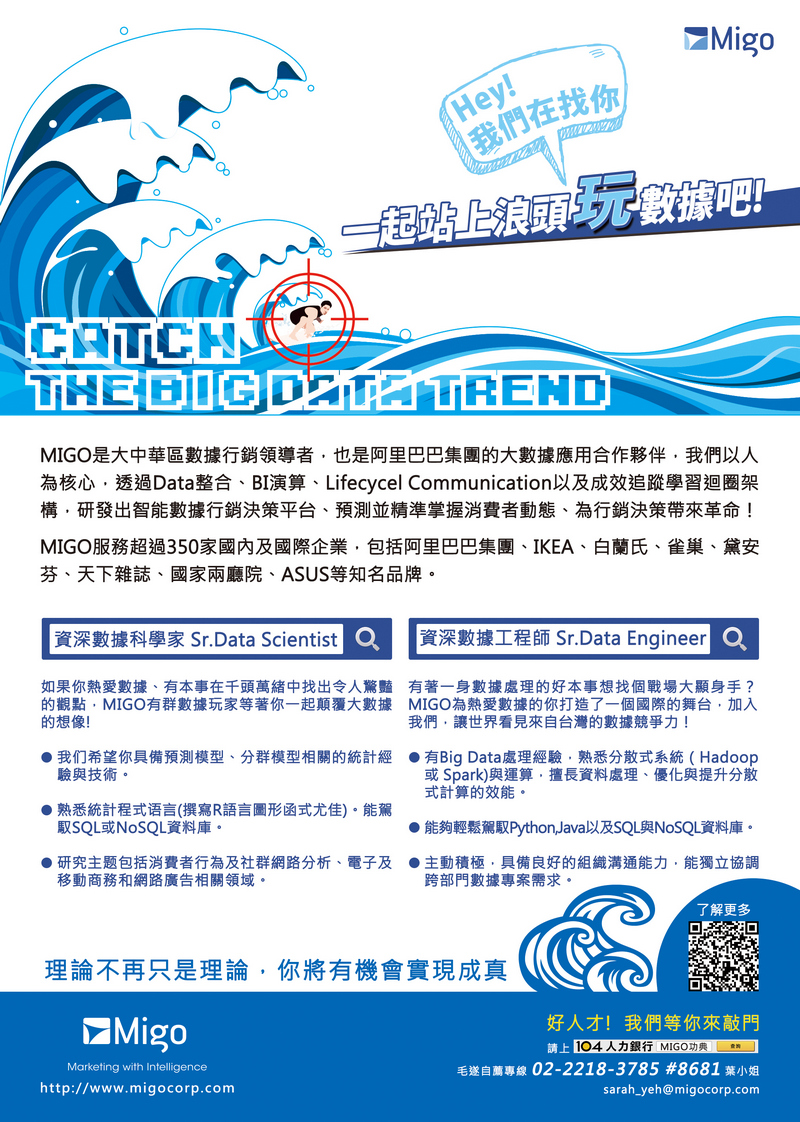 Migo
Hey!
我們在找你
一起站上浪頭玩數據吧!
CATCH
THE BIG DATA TREND
MIGO是大中華區數據行銷領導者，也是阿里巴巴集團的大數據應用合作夥伴，我們以人
為核心，透過Data整合、BI演算、Lifecycel Communication以及成效追蹤學習迴圈架
構，研發出智能數據行銷決策平台、預測並精準掌握消費者動態、為行銷決策帶來革命！
MIGO服務超過350家國內及國際企業，包括阿里巴巴集團、IKEA、白蘭氏、雀巢、黛安
芬、天下雜誌、國家兩廳院、ASUS等知名品牌。
資深數據科學家 Sr.Data Scientist
如果你熱愛數據、有本事在千頭萬緒中找出令人驚豔
的觀點，MIGO有群數據玩家等著你一起顛覆大數據
的想像!
● 我们希望你具備預測模型、分群模型相關的統計經
驗與技術。
● 熟悉統計程式语言(撰寫R語言圖形函式尤佳)。能駕
馭SQL或NoSQL資料庫。
● 研究主題包括消費者行為及社群網路分析、電子及
移動商務和網路廣告相關領域。
資深數據工程師 Sr.Data Engineer
有著一身數據處理的好本事想找個戰場大顯身手？
MIGO為熱愛數據的你打造了一個國際的舞台，加入
我們，讓世界看見來自台灣的數據競爭力！
● 有Big Data處理經驗，熟悉分散式系統（Hadoop
或 Spark)與運算，擅長資料處理、優化與提升分散
式計算的效能。
● 能夠輕鬆駕馭Python,Java以及SQL與NoSQL資料庫。
● 主動積極，具備良好的組織溝通能力，能獨立協調
跨部門數據專案需求。
了解更多
理論不再只是理論，你將有機會實現成真
Migo
Marketing with Intelligence
http://www.migocorp.com
好人才！我們等你來敲門
請上 104 人力銀行 MIGO功典 查詢
毛遂自薦專線 02-2218-3785 #8681 葉小姐
sarah_yeh@migocorp.com